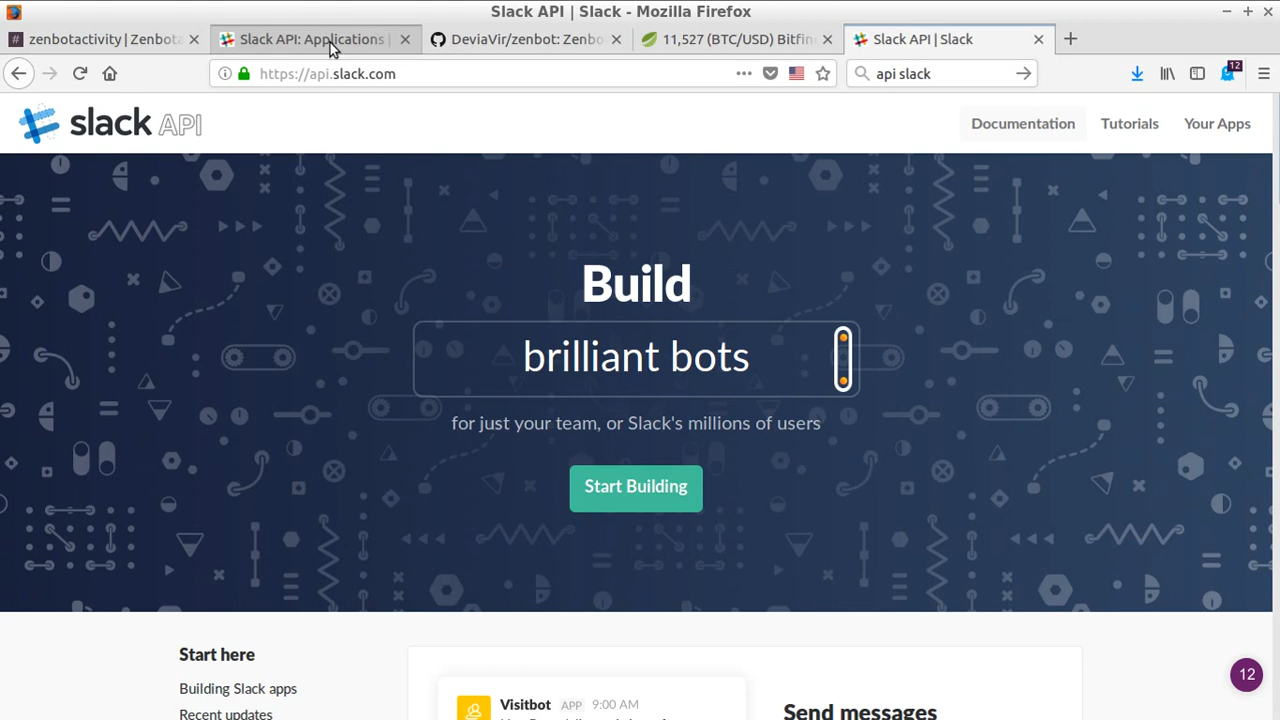 Slack API | Slack - Mozilla Firefox
zenbotactivity | Zenbota
Slack API: Applications |
DeviaVir/zenbot: Zenbo
11,527 (BTC/USD) Bitfin
Slack API | Slack
https://api.slack.com
api slack
12
slack API
Documentation
Tutorials
Your Apps
Build
brilliant bots
for just your team, or Slack's millions of users
Start Building
Start here
Building Slack apps
Recent updates
Visitbot APP 9:00 AM
Send messages
12